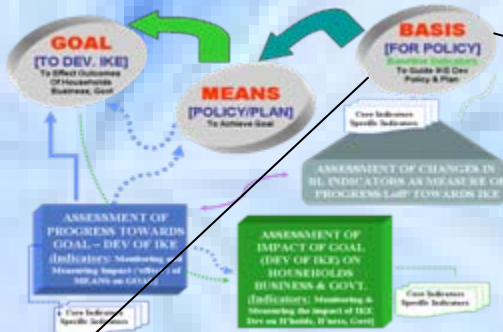 GOAL
[TO DEV. IKE]
To Effect Outcomes
Of Households
Business, Govt
MEANS
[POLICY/PLAN]
To Achieve Goal
BASIS
[FOR POLICY]
Baseline Indicators
To Guide IKE Dev
Policy & Plan
Core Indicators
Specific Indicators
ASSESSMENT OF CHANGES IN
BL INDICATORS AS MEASURE OF
PROGRESS TOWARDS IKE
ASSESSMENT OF
PROGRESS TOWARDS
GOAL – DEV OF IKE
(Indicators: Monitoring &
Measuring Impact (effects) of
MEANS on GOAL)
Core Indicators
Specific Indicators
ASSESSMENT OF
IMPACT OF GOAL
(DEV OF IKE) ON
HOUSEHOLDS
BUSINESS & GOVT.
(Indicators: Monitoring &
Measuring the impact of IKE
Dev on H'holds, B'ness, Govt)
Core Indicators
Specific Indicators